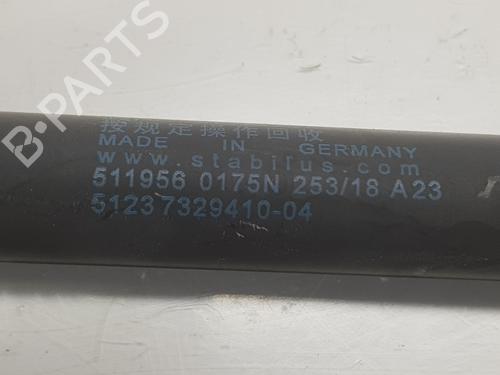 B-PARTS
按规定操作回收
MADE IN GERMANY
www.stabilus.com
511956 0175N 253/18 A23
51237329410-04